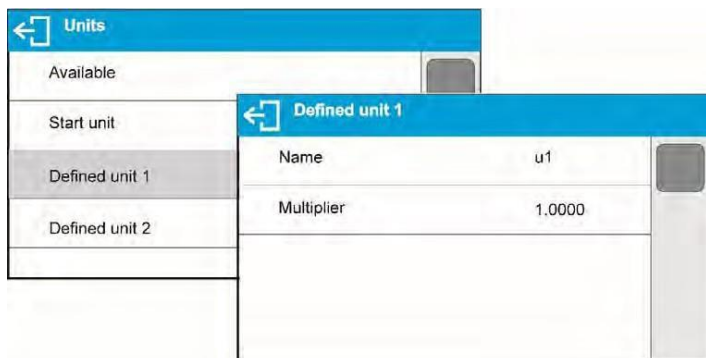 Units
Available
Start unit
Defined unit 1
Defined unit 2
Defined unit 1
Name u1
Multiplier 1.0000